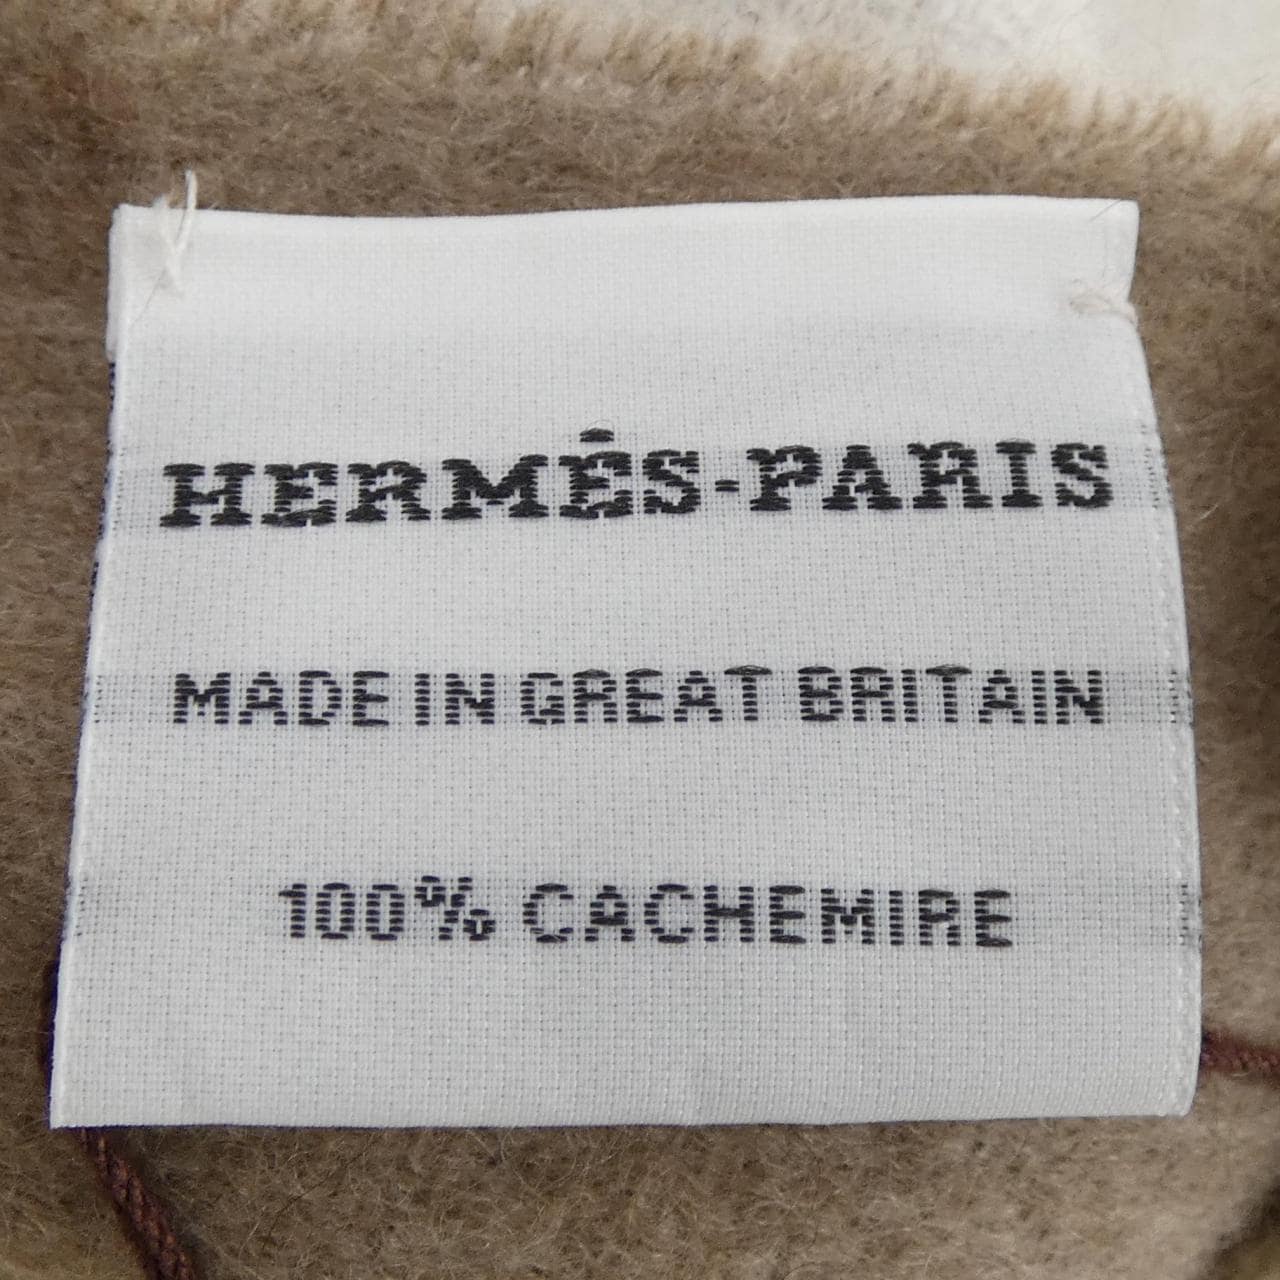 HERMÈS-PARIS
MADE IN GREAT BRITAIN
100% CACHEMIRE